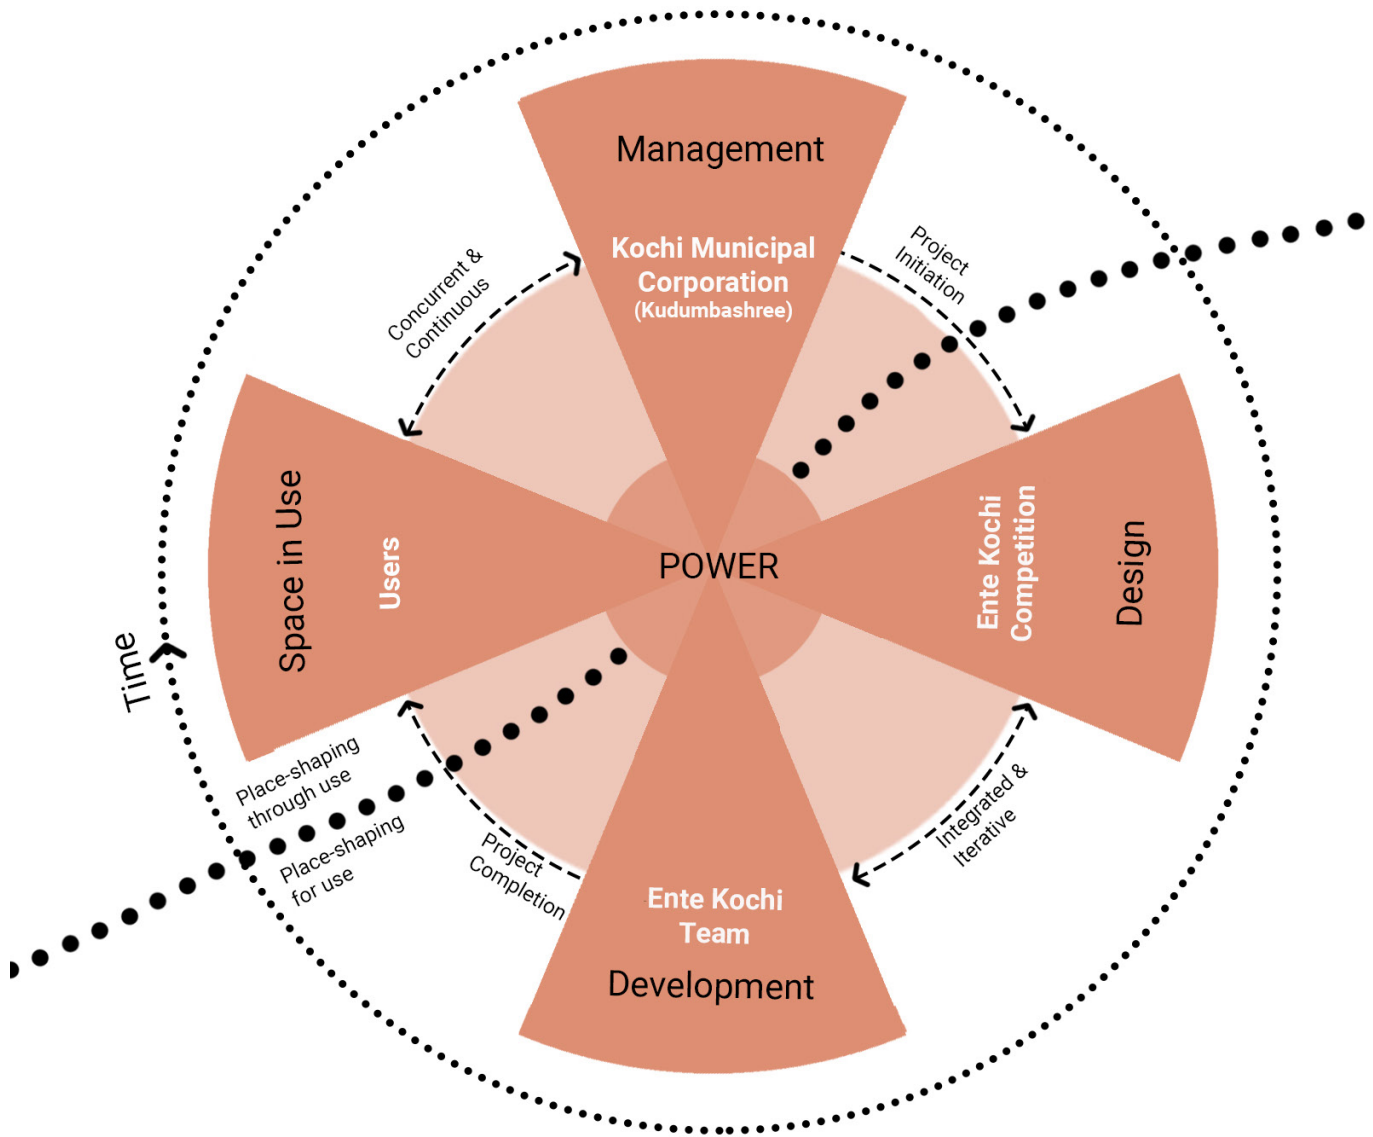 Management
Kochi Municipal
Corporation
(Kudumbashree)
Concurrent &
Continuous
Project
Initiation
Space in Use
Users
POWER
Ente Kochi
Competition
Design
Time
Place-shaping
through use
Place-shaping
for use
Project
Completion
Integrated &
Iterative
Ente Kochi
Team
Development